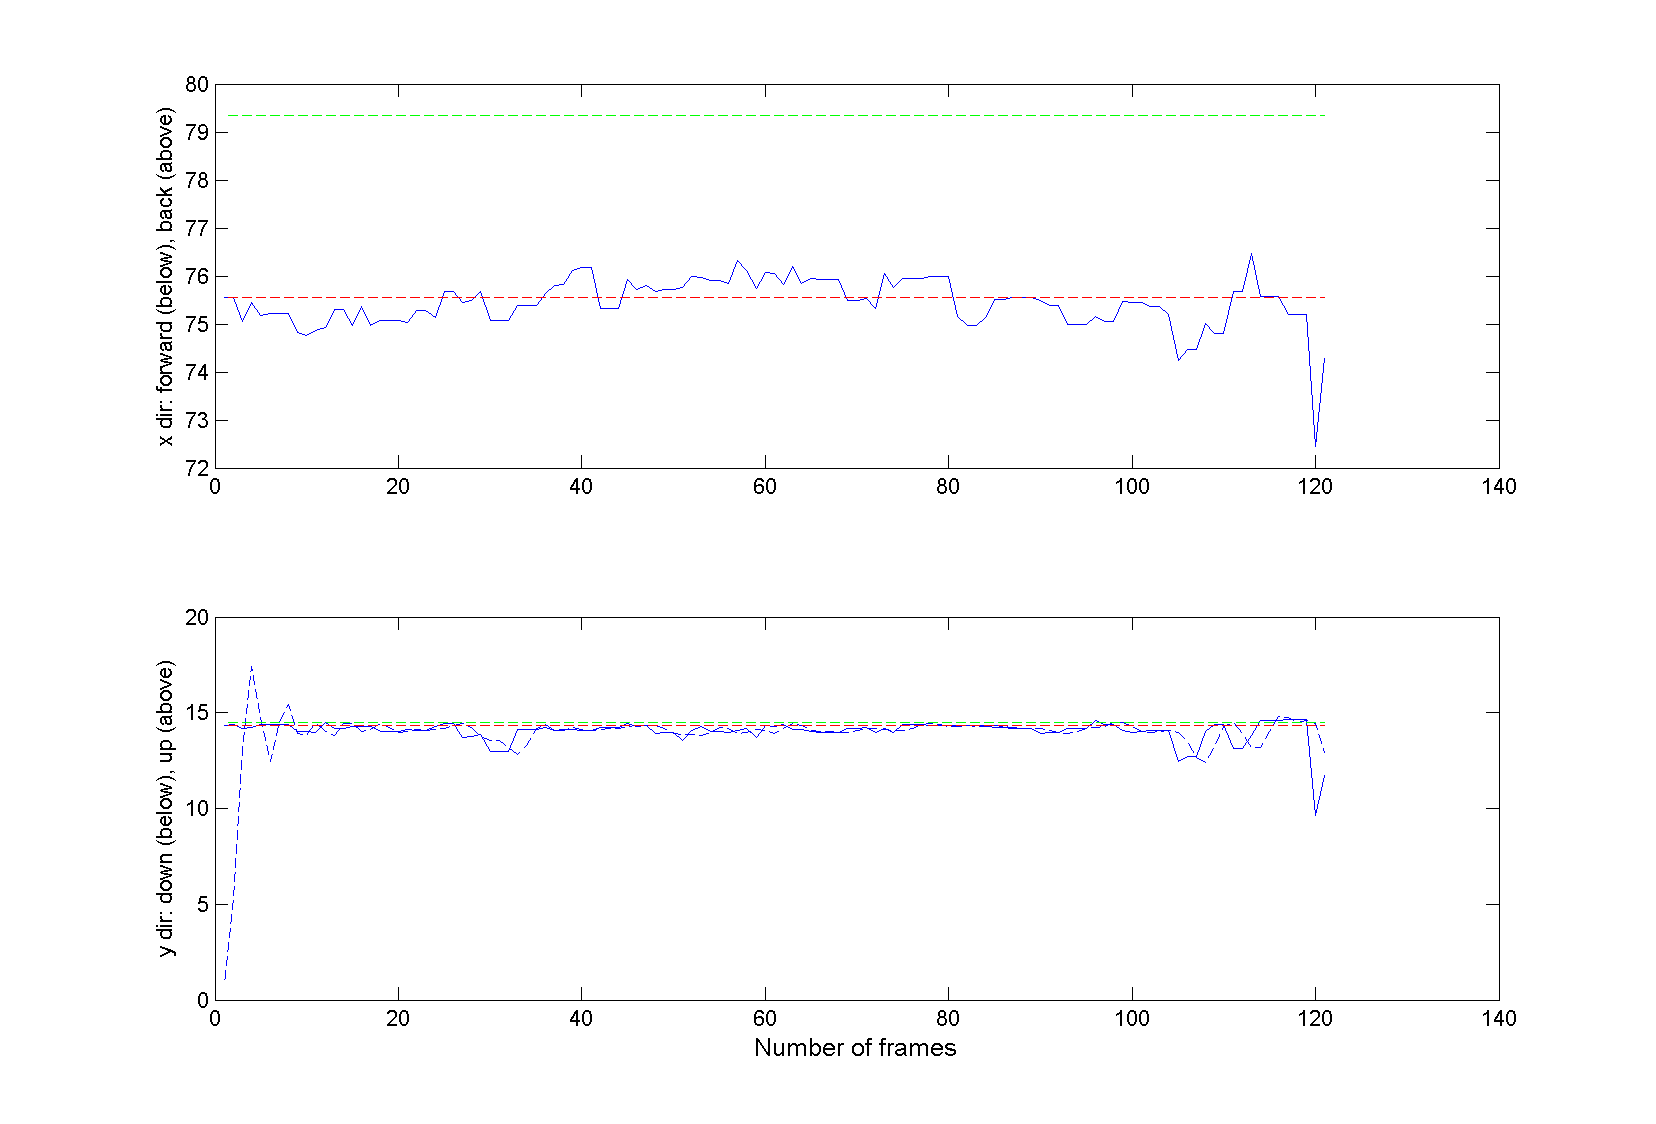 x dir: forward (below), back (above)
80
79
78
77
76
75
74
73
72
0 20 40 60 80 100 120 140
y dir: down (below), up (above)
20
15
10
5
0
0 20 40 60 80 100 120 140
Number of frames